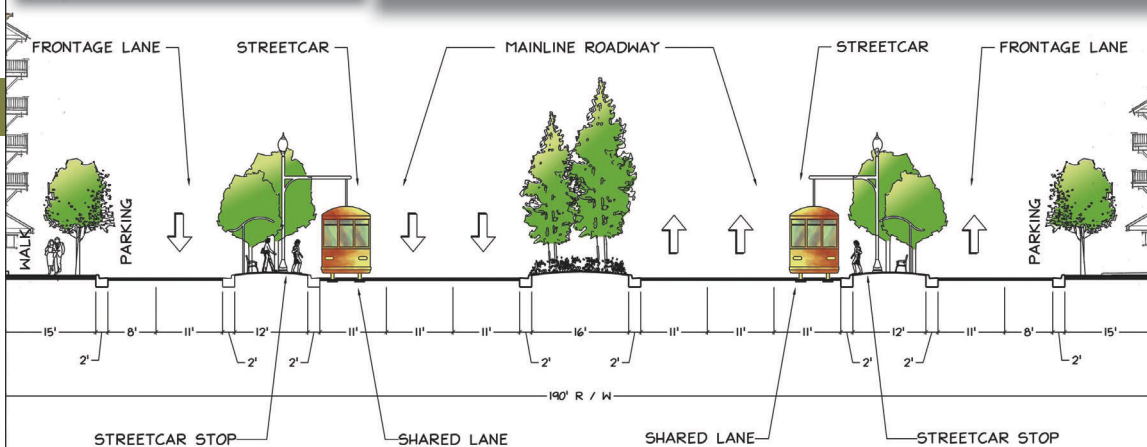 FRONTAGE LANE STREETCAR MAINLINE ROADWAY STREETCAR FRONTAGE LANE
WALK
PARKING
PARKING
15' 8' 11' 12' 11' 11' 11' 16' 11' 11' 11' 12' 11' 8' 15'
2' 2' 2' 2' 2' 2' 2' 2'
190' R / W
STREETCAR STOP SHARED LANE SHARED LANE STREETCAR STOP